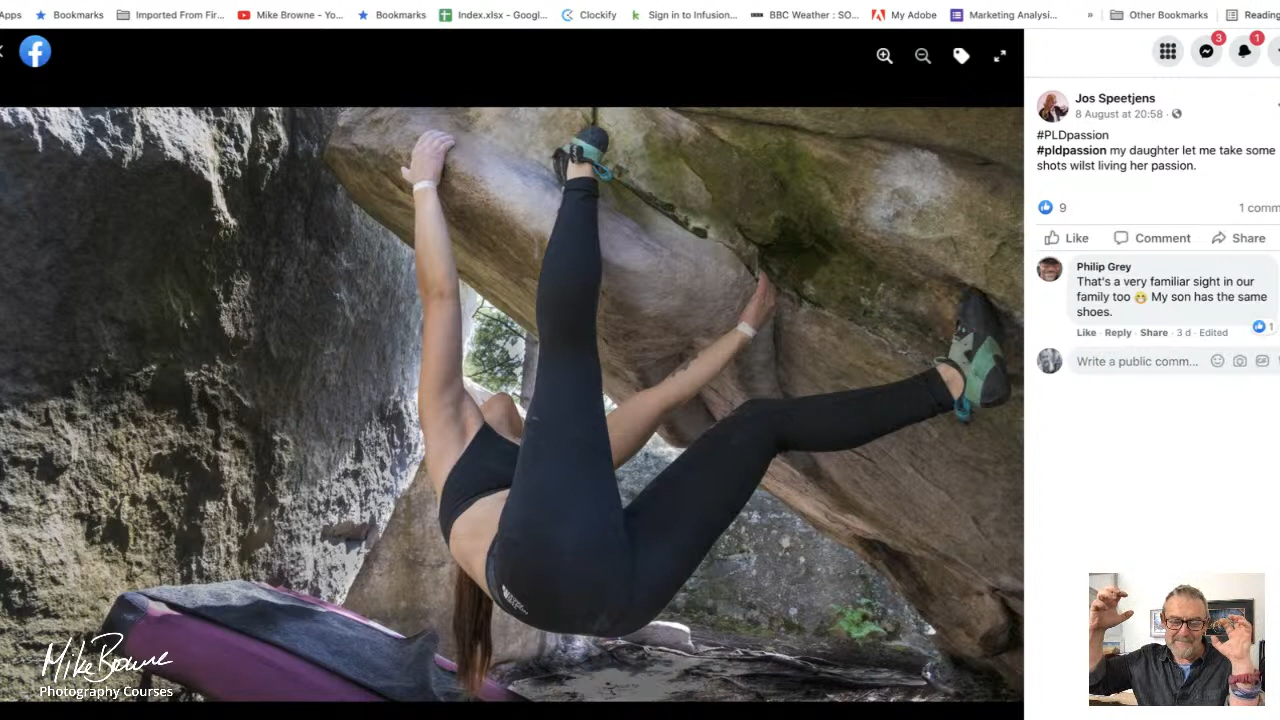 Apps Bookmarks Imported From Fir... Mike Browne - Yo... Bookmarks Index.xlsx - Googl... Clockify Sign in to Infusion... BBC Weather : SO... My Adobe Marketing Analysi... » Other Bookmarks Reading
3 1
Jos Speetjens
8 August at 20:58 ·
#PLDpassion
#pldpassion my daughter let me take some
shots wilst living her passion.
9 1 comm
Like Comment Share
Philip Grey
That's a very familiar sight in our
family too 😁 My son has the same
shoes.
Like · Reply · Share · 3 d · Edited 1
Write a public comm...
Mike Browne
Photography Courses